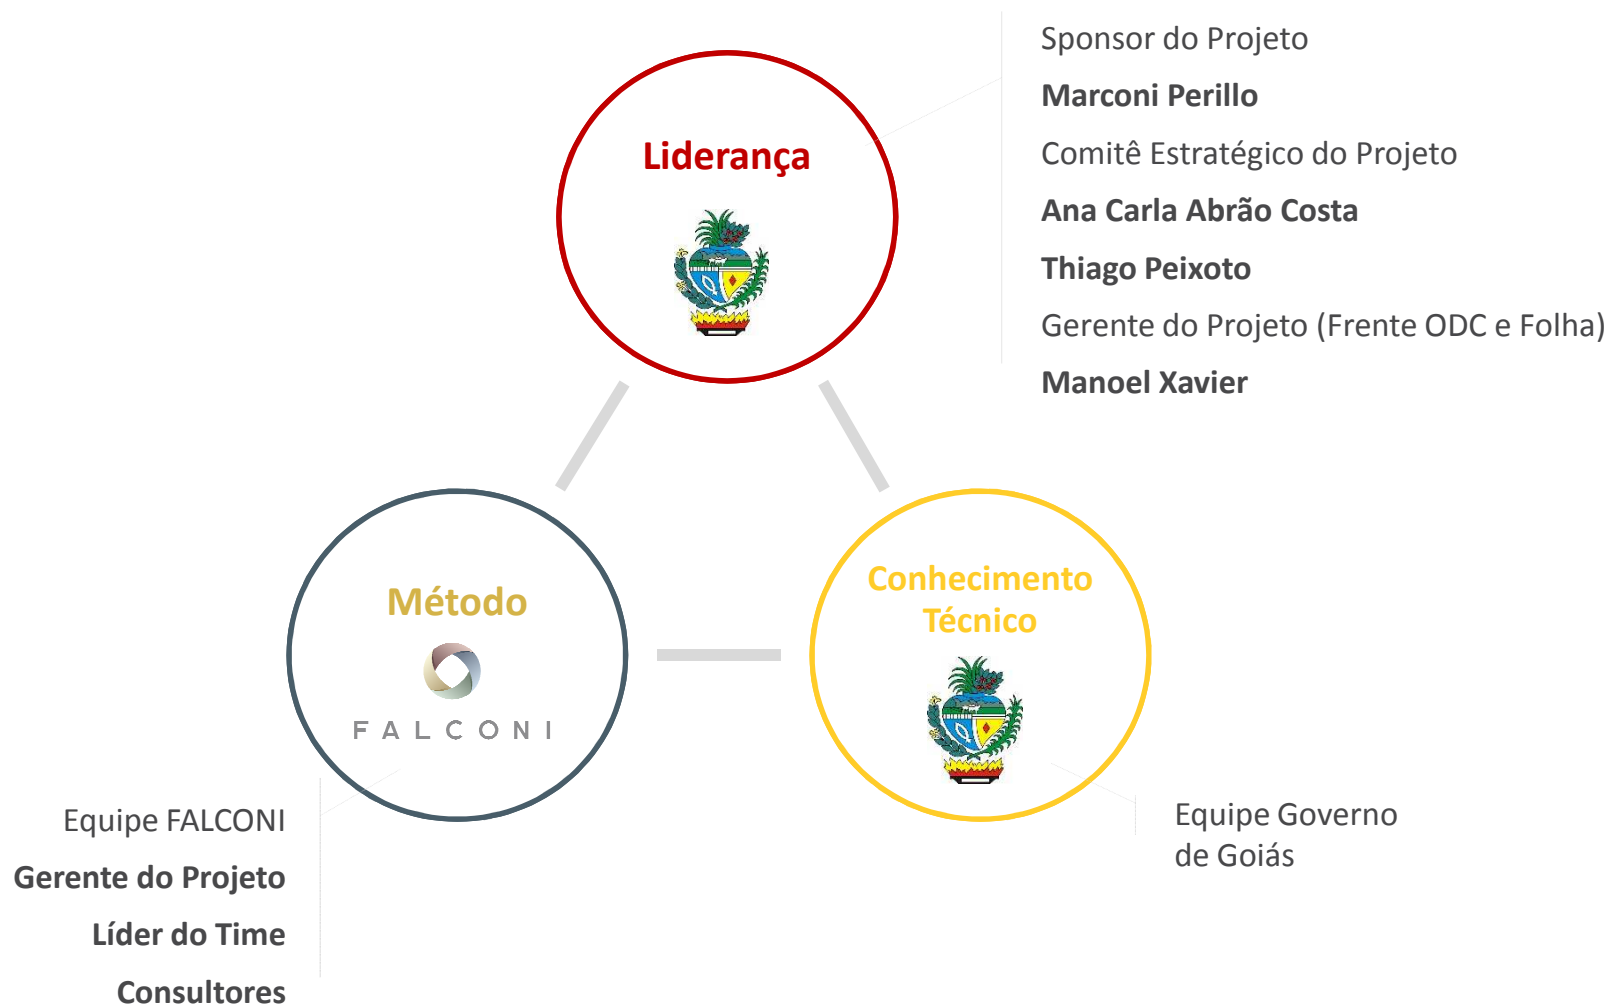 Sponsor do Projeto
Marconi Perillo
Comitê Estratégico do Projeto
Ana Carla Abrão Costa
Thiago Peixoto
Gerente do Projeto (Frente ODC e Folha)
Manoel Xavier
Liderança
Método
FALCONI
Conhecimento
Técnico
Equipe FALCONI
Gerente do Projeto
Líder do Time
Consultores
Equipe Governo
de Goiás